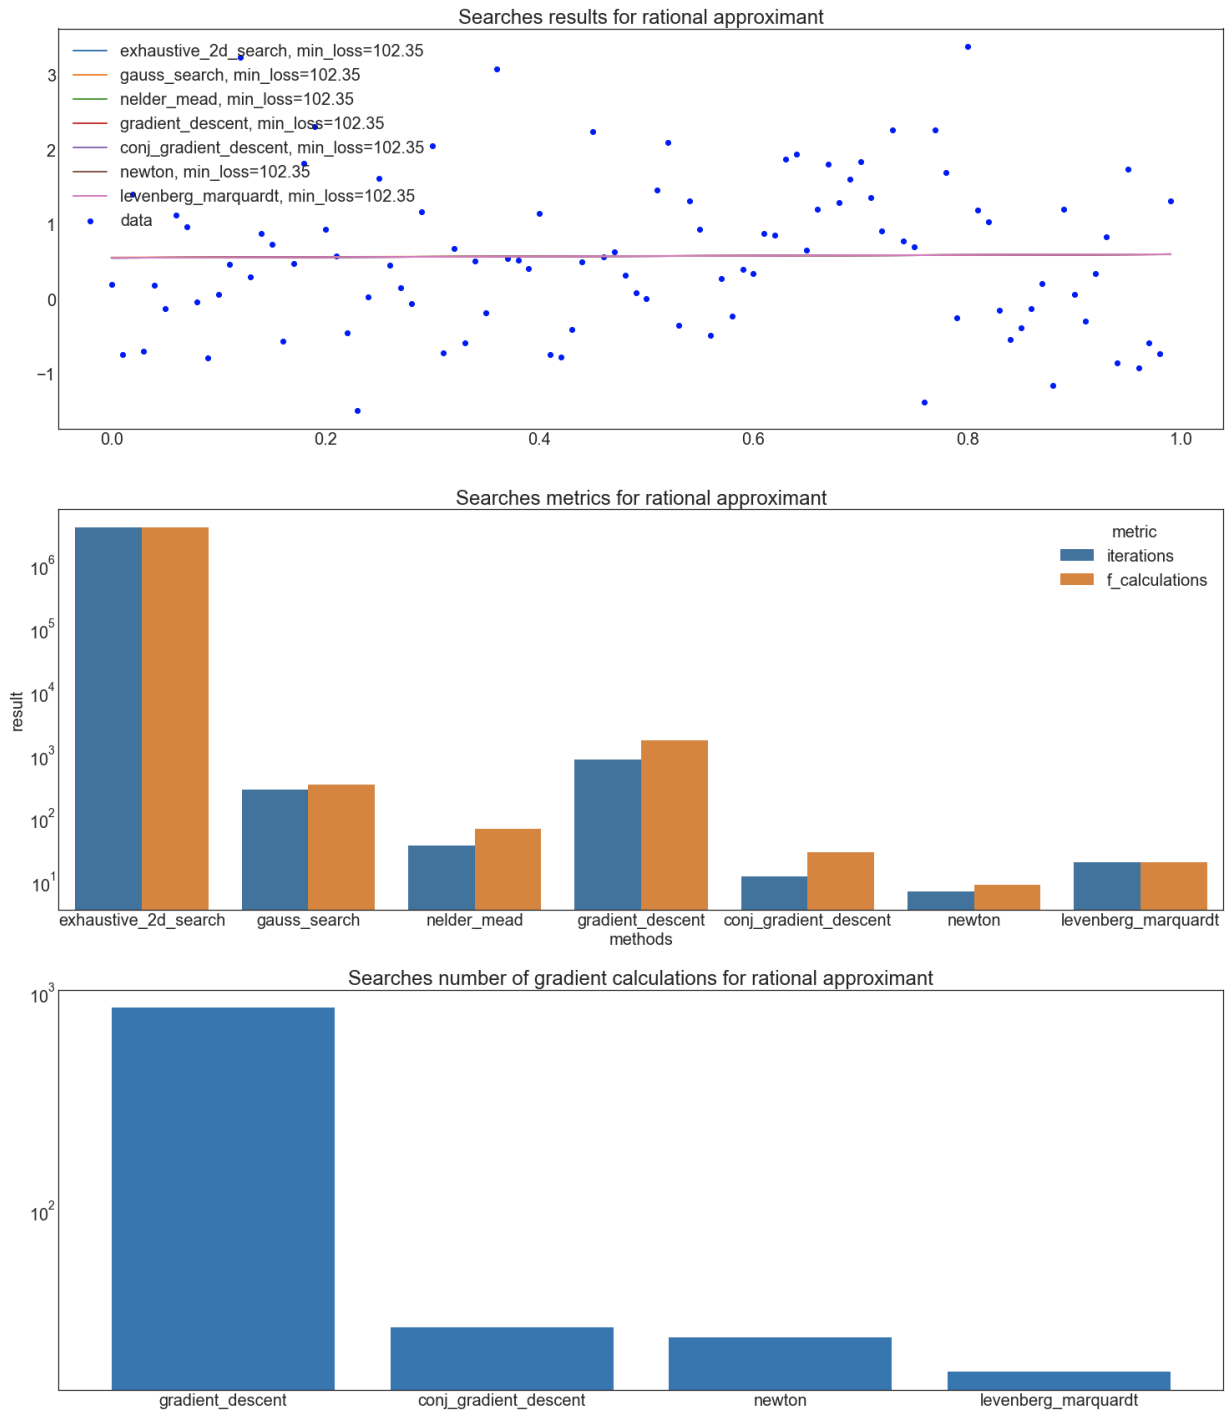 Searches results for rational approximant
exhaustive_2d_search, min_loss=102.35
gauss_search, min_loss=102.35
nelder_mead, min_loss=102.35
gradient_descent, min_loss=102.35
conj_gradient_descent, min_loss=102.35
newton, min_loss=102.35
levenberg_marquardt, min_loss=102.35
data
3
2
1
0
−1
0.0 0.2 0.4 0.6 0.8 1.0
Searches metrics for rational approximant
metric
iterations
f_calculations
10^6
10^5
10^4
10^3
10^2
10^1
result
exhaustive_2d_search gauss_search nelder_mead gradient_descent conj_gradient_descent newton levenberg_marquardt
methods
Searches number of gradient calculations for rational approximant
10^3
10^2
gradient_descent conj_gradient_descent newton levenberg_marquardt